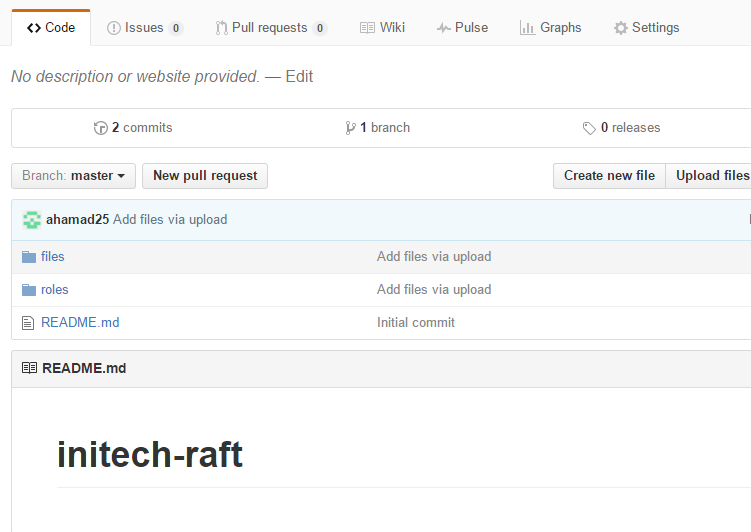 Code Issues 0 Pull requests 0 Wiki Pulse Graphs Settings
No description or website provided. — Edit
2 commits 1 branch 0 releases
Branch: master New pull request Create new file Upload files
ahamad25 Add files via upload
files Add files via upload
roles Add files via upload
README.md Initial commit
README.md
initech-raft